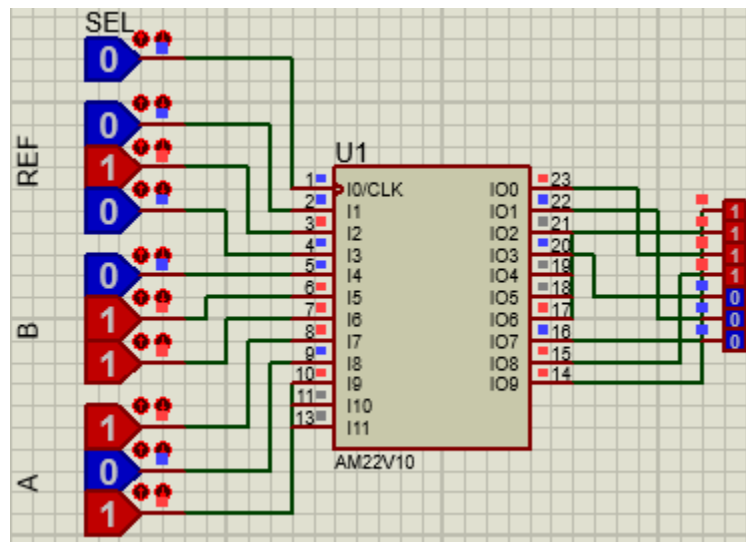 SEL
0
REF
0
1
0
B
0
1
1
A
1
0
1
U1
1
2
3
4
5
6
7
8
9
10
11
13
I0/CLK
I1
I2
I3
I4
I5
I6
I7
I8
I9
I10
I11
IO0
IO1
IO2
IO3
IO4
IO5
IO6
IO7
IO8
IO9
23
22
21
20
19
18
17
16
15
14
AM22V10
1
1
1
1
0
0
0